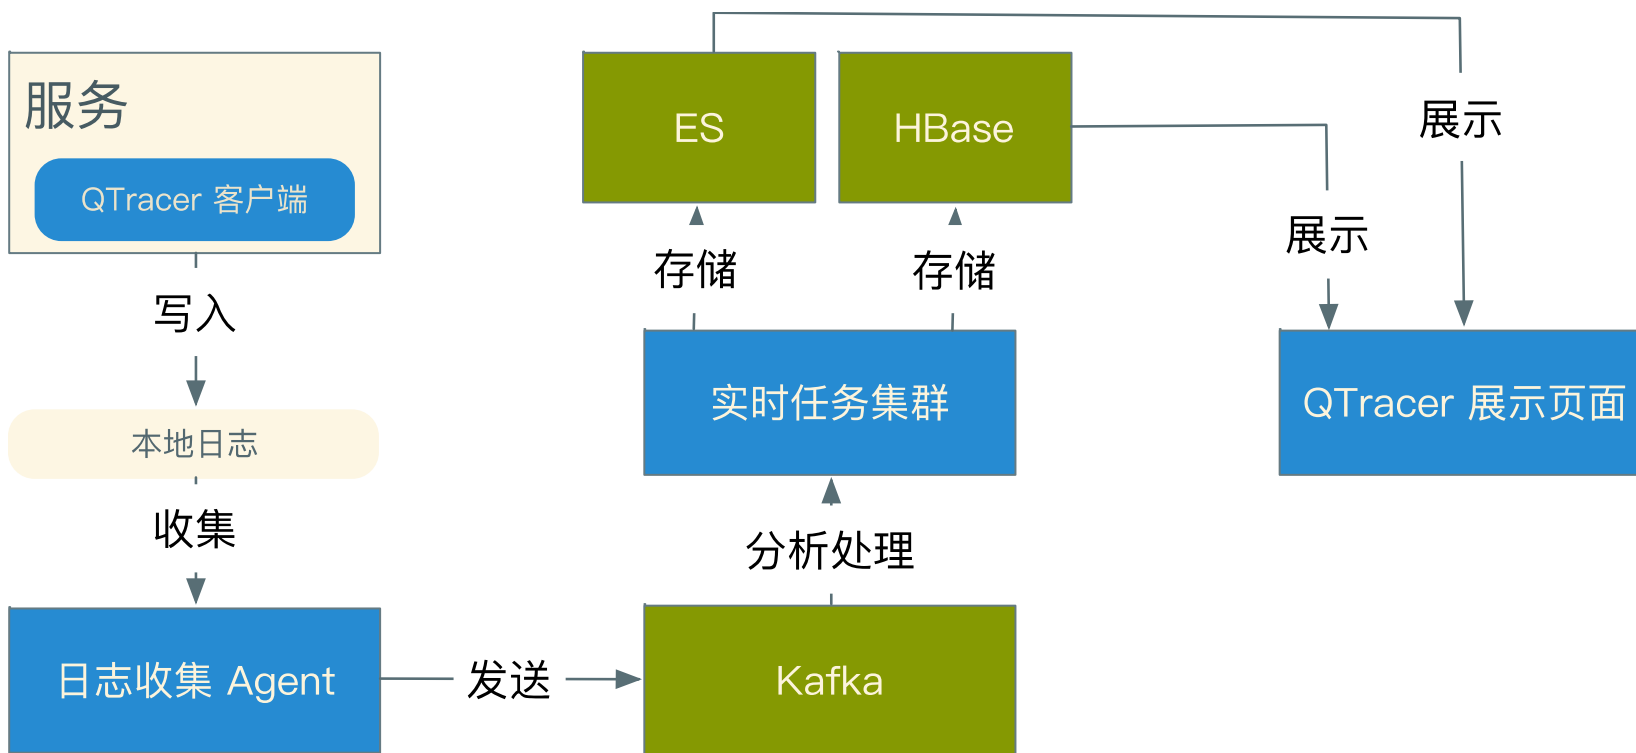 服务
QTracer 客户端
写入
本地日志
收集
日志收集 Agent
发送
Kafka
分析处理
实时任务集群
存储
存储
ES
HBase
展示
展示
QTracer 展示页面